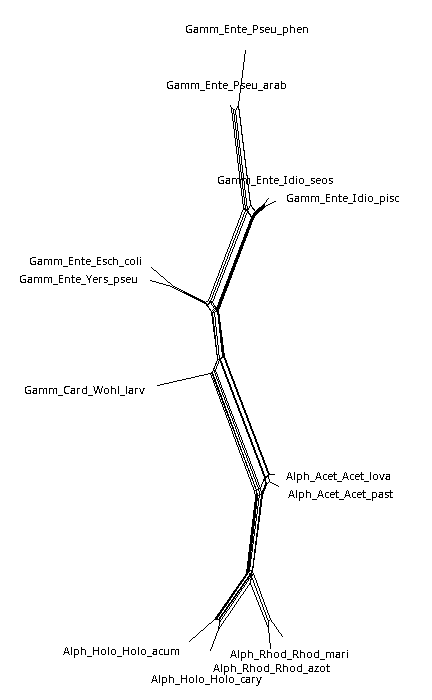 Gamm_Ente_Pseu_phen
Gamm_Ente_Pseu_arab
Gamm_Ente_Idio_seos
Gamm_Ente_Idio_pisc
Gamm_Ente_Esch_coli
Gamm_Ente_Yers_pseu
Gamm_Card_Wohl_larv
Alph_Acet_Acet_lova
Alph_Acet_Acet_past
Alph_Holo_Holo_acum
Alph_Rhod_Rhod_mari
Alph_Rhod_Rhod_azot
Alph_Holo_Holo_cary